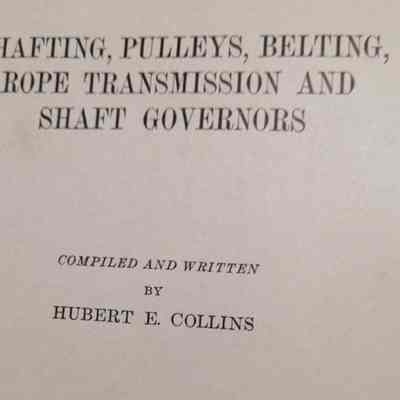 HAFTING, PULLEYS, BELTING,
ROPE TRANSMISSION AND
SHAFT GOVERNORS
COMPILED AND WRITTEN
BY
HUBERT E. COLLINS